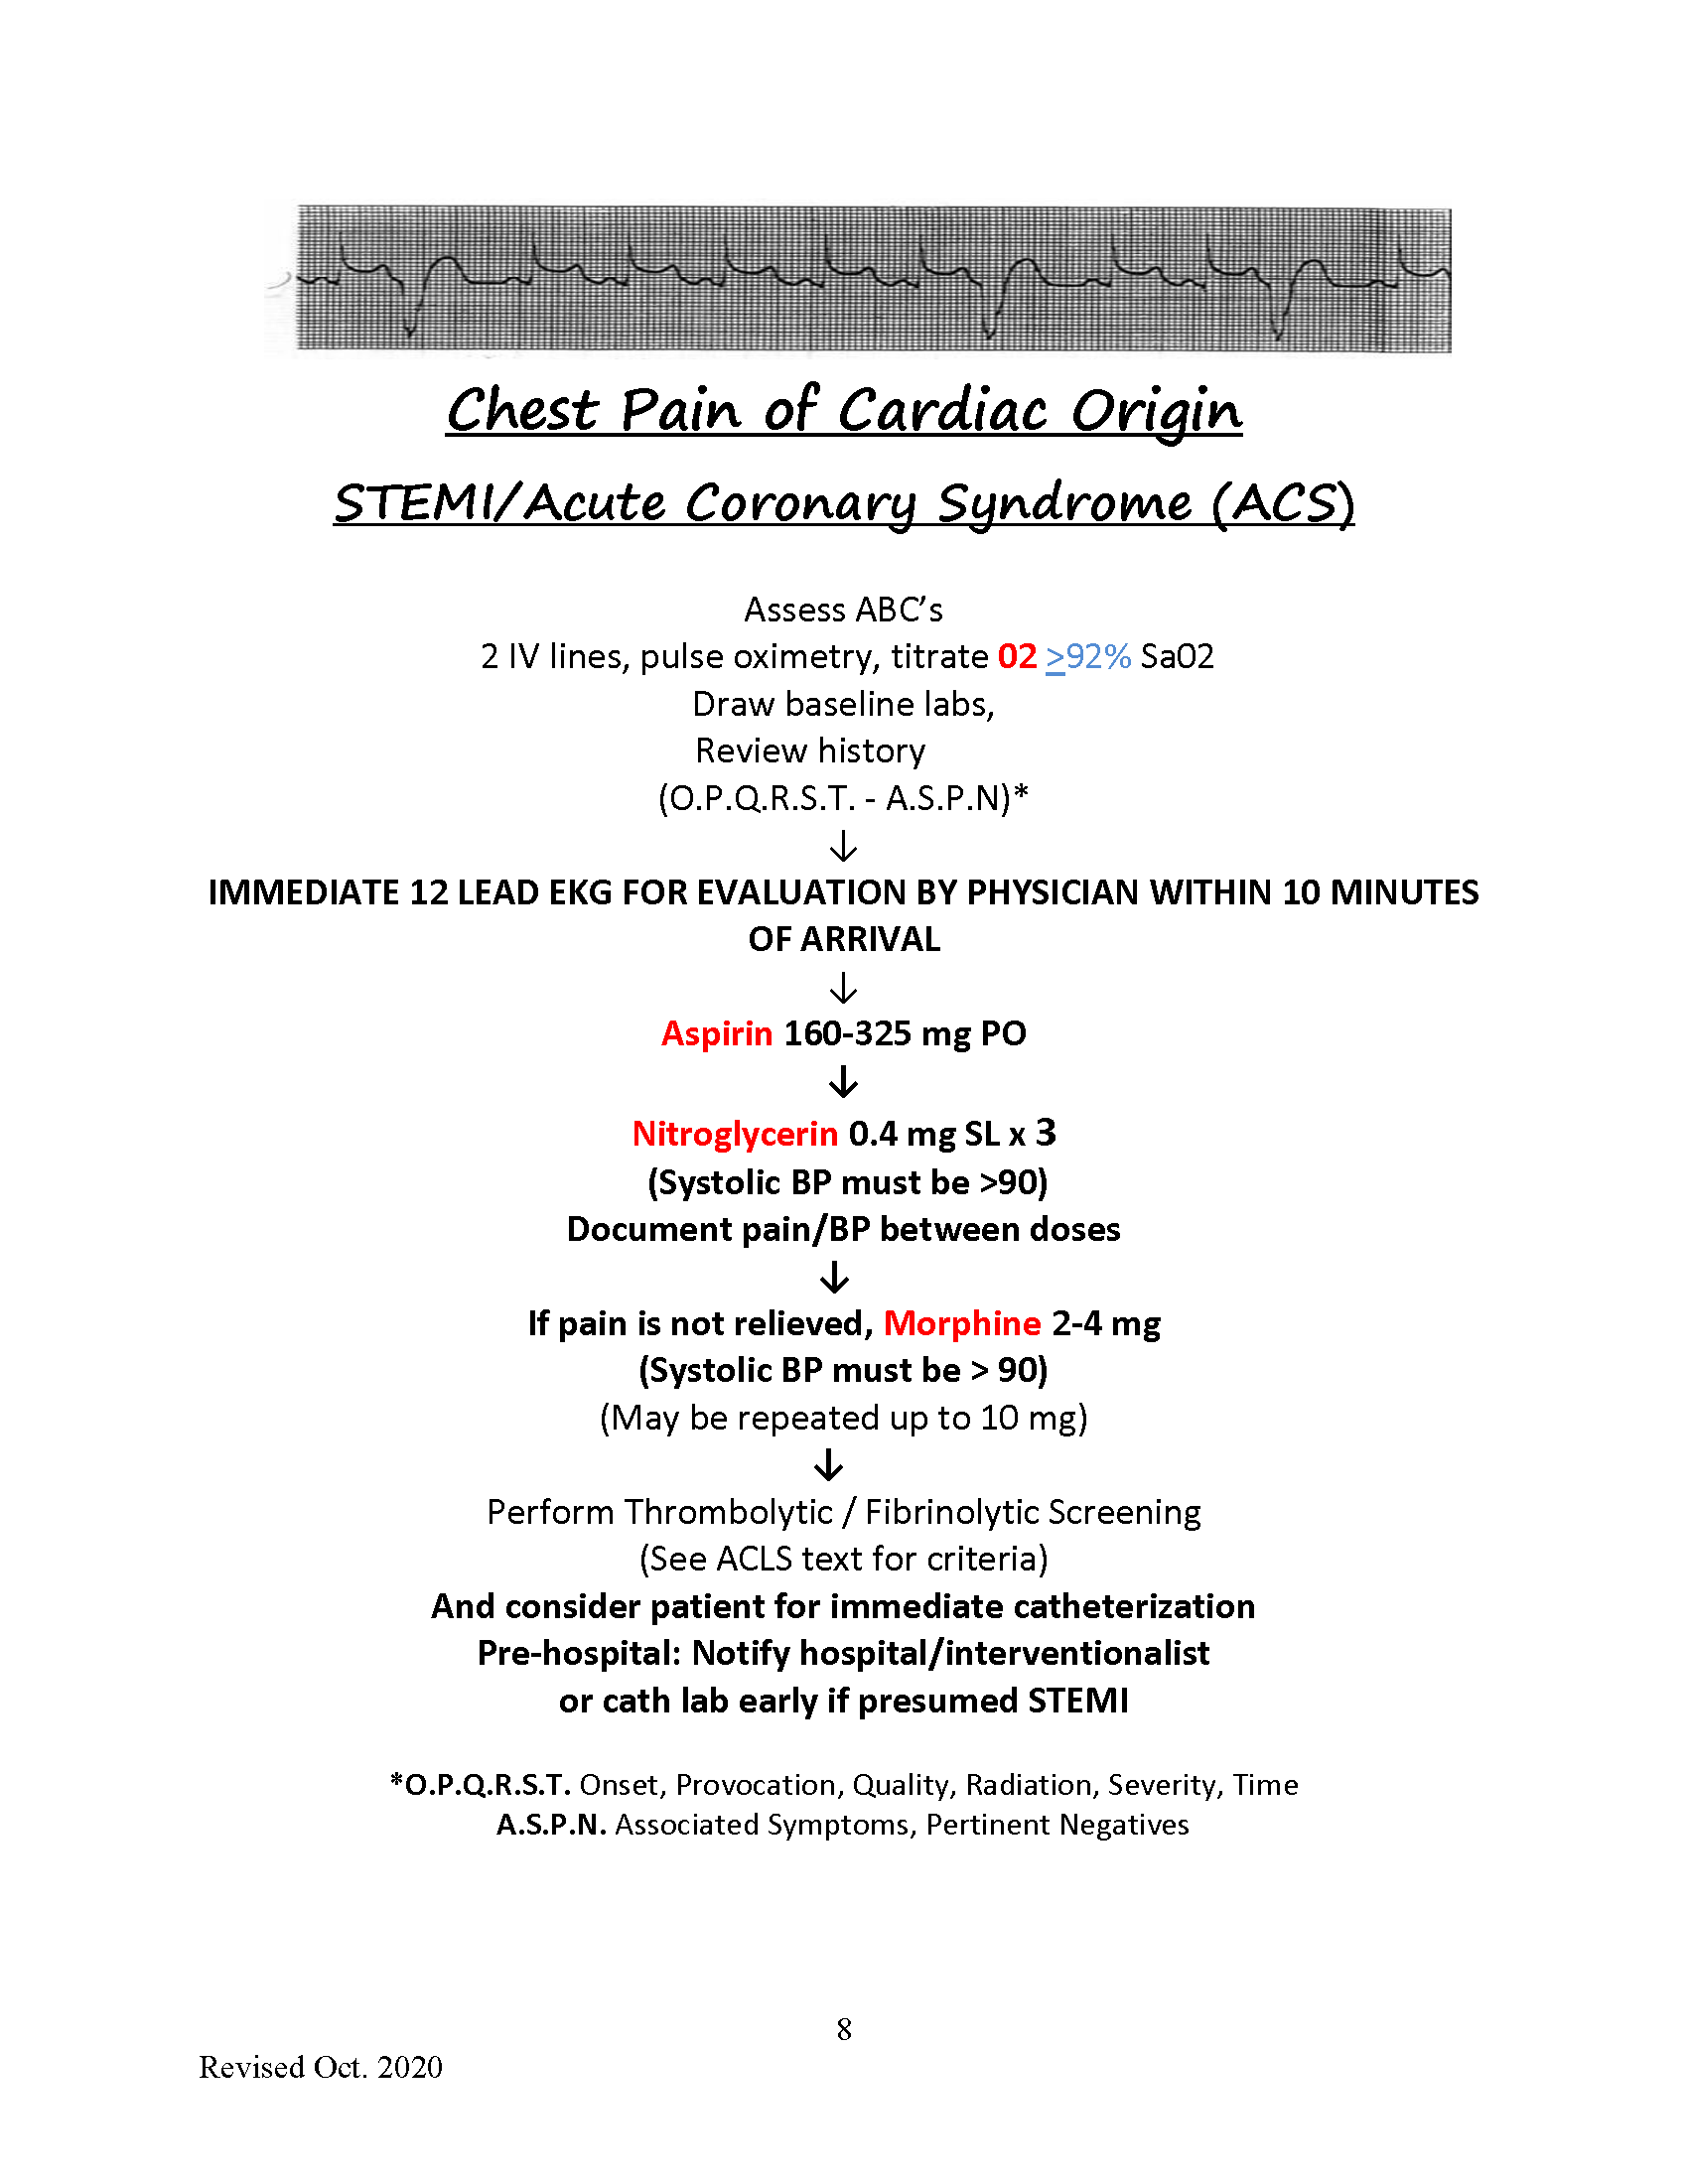 Chest Pain of Cardiac Origin
STEMI/Acute Coronary Syndrome (ACS)
Assess ABC’s
2 IV lines, pulse oximetry, titrate 02 >92% Sa02
Draw baseline labs,
Review history
(O.P.Q.R.S.T. - A.S.P.N)*
↓
IMMEDIATE 12 LEAD EKG FOR EVALUATION BY PHYSICIAN WITHIN 10 MINUTES
OF ARRIVAL
↓
Aspirin 160-325 mg PO
↓
Nitroglycerin 0.4 mg SL x 3
(Systolic BP must be >90)
Document pain/BP between doses
↓
If pain is not relieved, Morphine 2-4 mg
(Systolic BP must be > 90)
(May be repeated up to 10 mg)
↓
Perform Thrombolytic / Fibrinolytic Screening
(See ACLS text for criteria)
And consider patient for immediate catheterization
Pre-hospital: Notify hospital/interventionalist
or cath lab early if presumed STEMI
*O.P.Q.R.S.T. Onset, Provocation, Quality, Radiation, Severity, Time
A.S.P.N. Associated Symptoms, Pertinent Negatives
8
Revised Oct. 2020